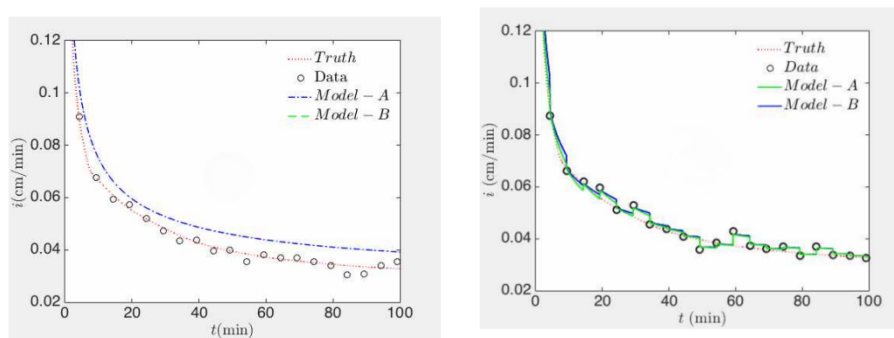 0.12
0.1
0.08
0.06
0.04
0.02
i(cm/min)
0 20 40 60 80 100
t(min)
Truth
Data
Model − A
Model − B
0.12
0.1
0.08
0.06
0.04
0.02
i (cm/min)
0 20 40 60 80 100
t (min)
Truth
Data
Model − A
Model − B